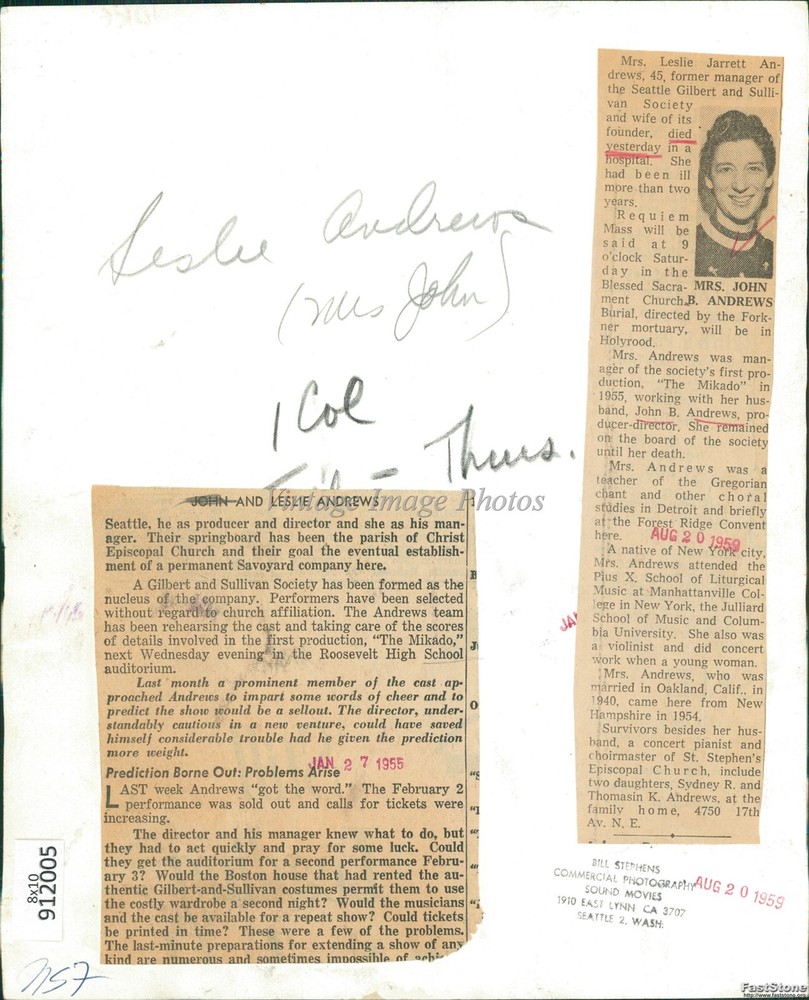 Mrs. Leslie Jarrett An-
drews, 45, former manager of
the Seattle Gilbert and Sulli-
van Society
and wife of its
founder, died
yesterday in a
hospital. She
had been ill
more than two
years.
Requiem
Mass will be
said at 9
o'clock Satur-
day in the
Blessed Sacra-
ment Church.
MRS. JOHN
B. ANDREWS
Burial, directed by the Fork-
ner mortuary, will be in
Holyrood.
Mrs. Andrews was man-
ager of the society's first pro-
duction, "The Mikado" in
1955, working with her hus-
band, John B. Andrews, pro-
ducer-director. She remained
on the board of the society
until her death.
Mrs. Andrews was a
teacher of the Gregorian
chant and other choral
studies in Detroit and briefly
at the Forest Ridge Convent
here.
AUG 20 1959
A native of New York city,
Mrs. Andrews attended the
Pius X. School of Liturgical
Music at Manhattanville Col-
lege in New York, the Julliard
School of Music and Colum-
bia University. She also was
a violinist and did concert
work when a young woman.
Mrs. Andrews, who was
married in Oakland, Calif., in
1940, came here from New
Hampshire in 1954.
Survivors besides her hus-
band, a concert pianist and
choirmaster of St. Stephen's
Episcopal Church, include
two daughters, Sydney R. and
Thomasin K. Andrews, at the
family home, 4750 17th
Av. N. E.
Leslie Andrews
(Mrs John)
1 Col
Thurs.
Vintage Image Photos
JOHN AND LESLIE ANDREWS
Seattle, he as producer and director and she as his man-
ager. Their springboard has been the parish of Christ
Episcopal Church and their goal the eventual establish-
ment of a permanent Savoyard company here.
A Gilbert and Sullivan Society has been formed as the
nucleus of the company. Performers have been selected
without regard to church affiliation. The Andrews team
has been rehearsing the cast and taking care of the scores
of details involved in the first production, "The Mikado,"
next Wednesday evening in the Roosevelt High School
auditorium.
Last month a prominent member of the cast ap-
proached Andrews to impart some words of cheer and to
predict the show would be a sellout. The director, under-
standably cautious in a new venture, could have saved
himself considerable trouble had he given the prediction
more weight.
JAN 27 1955
Prediction Borne Out: Problems Arise
LAST week Andrews "got the word." The February 2
performance was sold out and calls for tickets were
increasing.
The director and his manager knew what to do, but
they had to act quickly and pray for some luck. Could
they get the auditorium for a second performance Febru-
ary 3? Would the Boston house that had rented the au-
thentic Gilbert-and-Sullivan costumes permit them to use
the costly wardrobe a second night? Would the musicians
and the cast be available for a repeat show? Could tickets
be printed in time? These were a few of the problems.
The last-minute preparations for extending a show of any
kind are numerous and sometimes impossible of
JAN
BILL STEPHENS
COMMERCIAL PHOTOGRAPHY
SOUND MOVIES
1910 EAST LYNN CA 3707
SEATTLE 2, WASH.
AUG 20 1959
8x10
912005
N57
FastStone
http://www.faststone.org